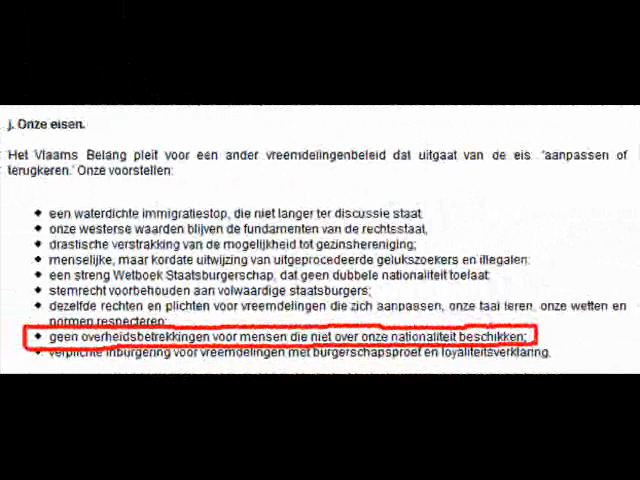 j. Onze eisen.
Het Vlaams Belang pleit voor een ander vreemdelingenbeleid dat uitgaat van de eis 'aanpassen of
terugkeren.' Onze voorstellen:
een waterdichte immigratiestop, die niet langer ter discussie staat;
onze westerse waarden blijven de fundamenten van de rechtsstaat,
drastische verstrakking van de mogelijkheid tot gezinshereniging;
menselijke, maar kordate uitwijzing van uitgeprocedeerde gelukszoekers en illegalen;
een streng Wetboek Staatsburgerschap, dat geen dubbele nationaliteit toelaat;
stemrecht voorbehouden aan volwaardige staatsburgers;
dezelfde rechten en plichten voor vreemdelingen die zich aanpassen, onze taal leren, onze wetten en
normen respecteren;
geen overheidsbetrekkingen voor mensen die niet over onze nationaliteit beschikken;
verplichte inburgering voor vreemdelingen met burgerschapsproef en loyaliteitsverklaring.